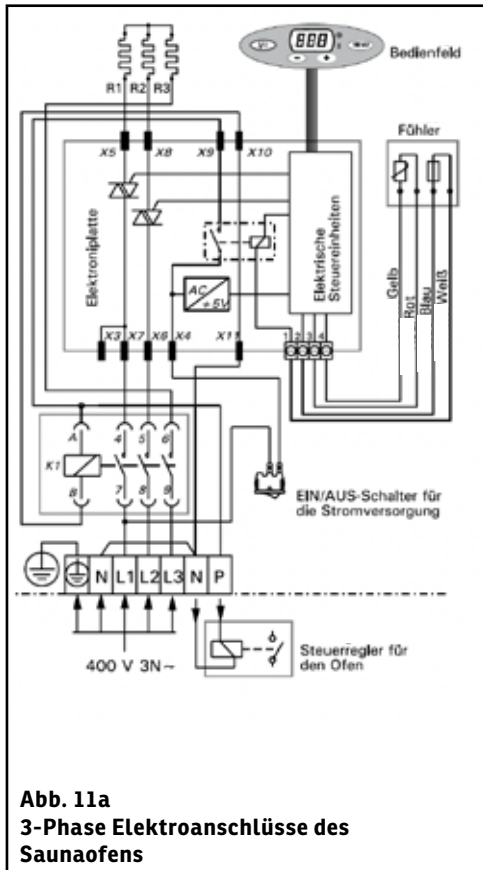 888
− +
Bedienfeld
R1 R2 R3
Fühler
X5 X8 X9 X10
Elektroniplatte
Elektrische
Steuereinheiten
Gelb
Rot
Blau
Weiß
AC
+5V
X3 X7 X6 X4 X11
1 2 3 4
A 4 5 6
K1
B 7 8 9
EIN/AUS-Schalter für
die Stromversorgung
N L1 L2 L3 N P
400 V 3N~
Steuerregler für
den Ofen
Abb. 11a
3-Phase Elektroanschlüsse des
Saunaofens